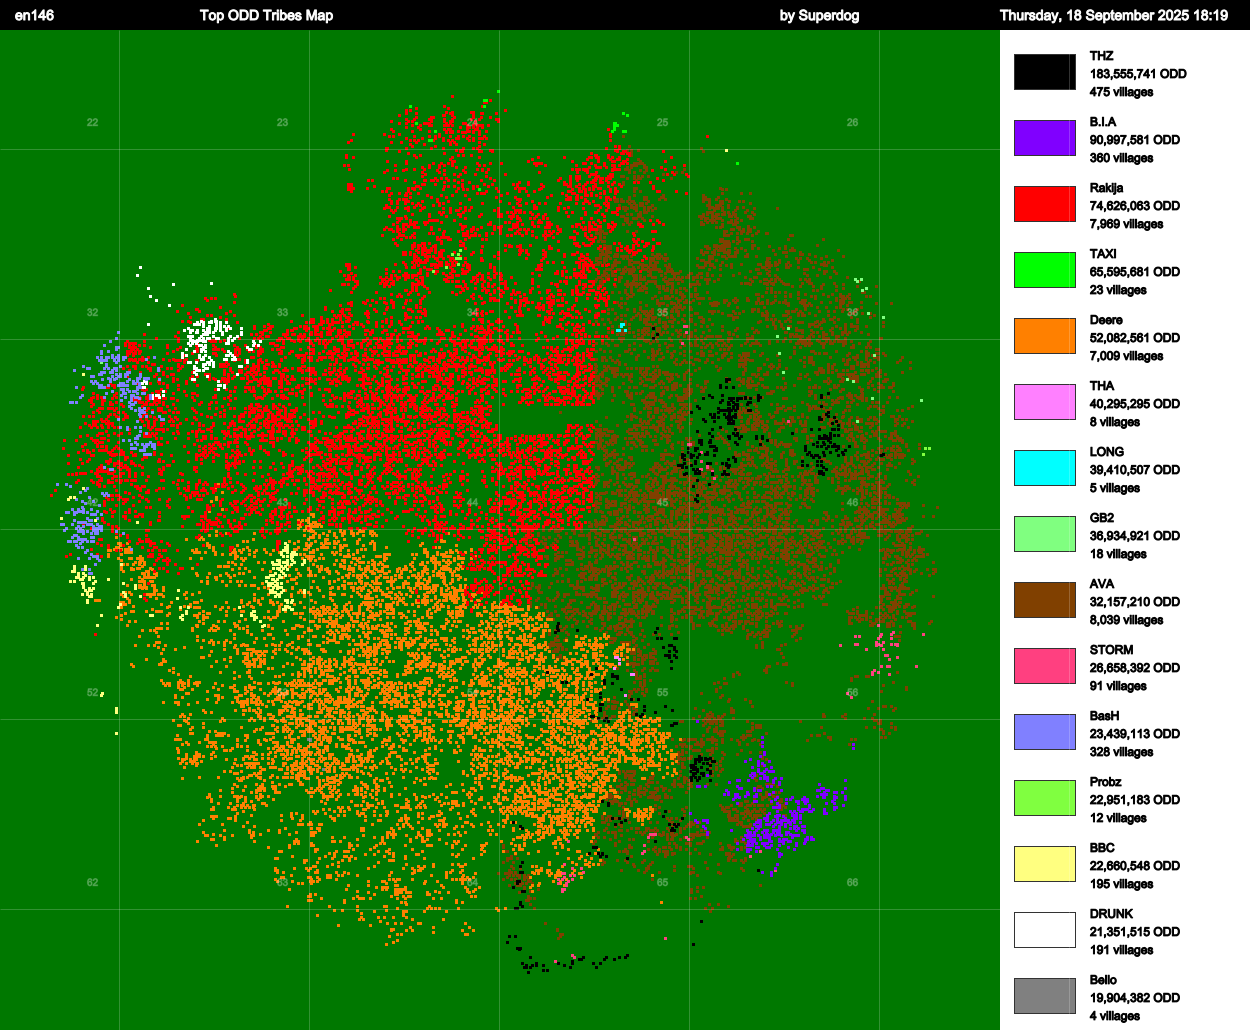 en146 Top ODD Tribes Map by Superdog Thursday, 18 September 2025 18:19
THZ
183,555,741 ODD
475 villages
B.I.A
90,997,581 ODD
360 villages
Rakija
74,626,063 ODD
7,969 villages
TAXI
65,595,681 ODD
23 villages
Deere
52,082,561 ODD
7,009 villages
THA
40,295,295 ODD
8 villages
LONG
39,410,507 ODD
5 villages
GB2
36,934,921 ODD
18 villages
AVA
32,157,210 ODD
8,039 villages
STORM
26,658,392 ODD
91 villages
BasH
23,439,113 ODD
328 villages
Probz
22,951,183 ODD
12 villages
BBC
22,660,548 ODD
195 villages
DRUNK
21,351,515 ODD
191 villages
Bello
19,904,382 ODD
4 villages
22 23 24 25 26
32 33 34 35 36
43 44 45 46
52 55 56
62 63 64 65 66